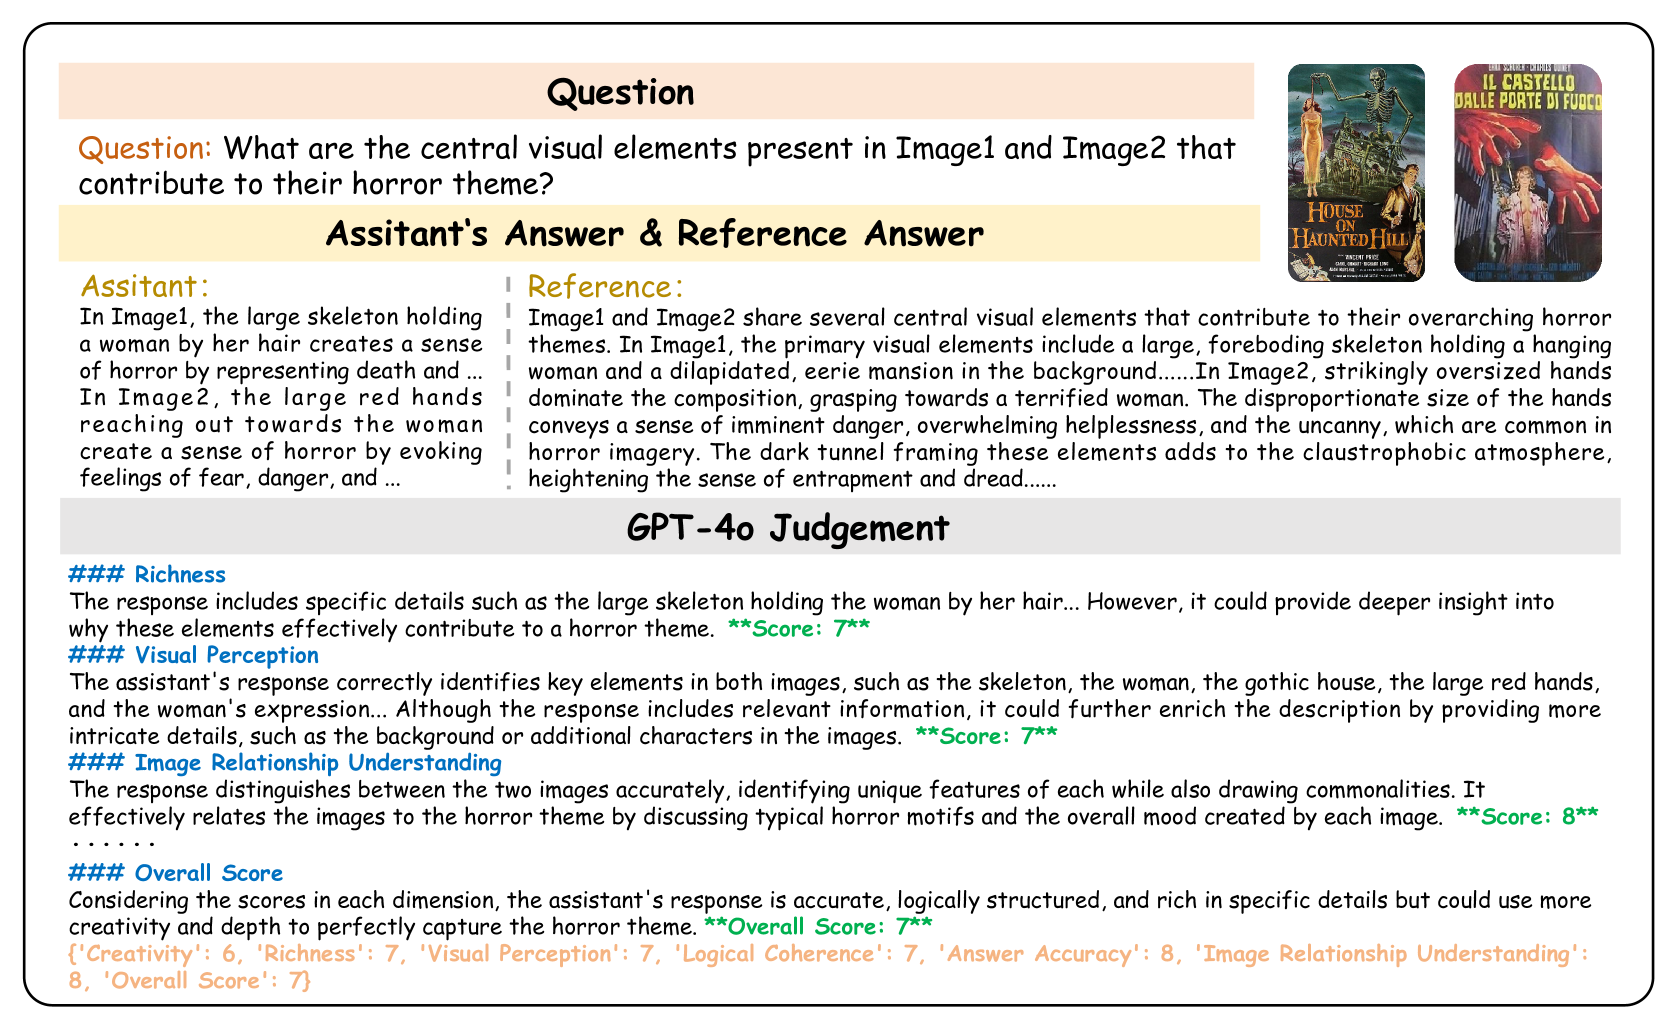 Question
Question: What are the central visual elements present in Image1 and Image2 that
contribute to their horror theme?
IL CASTELLO
DALLE PORTE DI FUOCO
HOUSE
ON
HAUNTED HILL
VINCENT PRICE
Assitant‘s Answer & Reference Answer
Assitant:
In Image1, the large skeleton holding
a woman by her hair creates a sense
of horror by representing death and ...
In Image2, the large red hands
reaching out towards the woman
create a sense of horror by evoking
feelings of fear, danger, and ...
Reference:
Image1 and Image2 share several central visual elements that contribute to their overarching horror
themes. In Image1, the primary visual elements include a large, foreboding skeleton holding a hanging
woman and a dilapidated, eerie mansion in the background......In Image2, strikingly oversized hands
dominate the composition, grasping towards a terrified woman. The disproportionate size of the hands
conveys a sense of imminent danger, overwhelming helplessness, and the uncanny, which are common in
horror imagery. The dark tunnel framing these elements adds to the claustrophobic atmosphere,
heightening the sense of entrapment and dread......
GPT-4o Judgement
### Richness
The response includes specific details such as the large skeleton holding the woman by her hair... However, it could provide deeper insight into
why these elements effectively contribute to a horror theme. **Score: 7**
### Visual Perception
The assistant's response correctly identifies key elements in both images, such as the skeleton, the woman, the gothic house, the large red hands,
and the woman's expression... Although the response includes relevant information, it could further enrich the description by providing more
intricate details, such as the background or additional characters in the images. **Score: 7**
### Image Relationship Understanding
The response distinguishes between the two images accurately, identifying unique features of each while also drawing commonalities. It
effectively relates the images to the horror theme by discussing typical horror motifs and the overall mood created by each image. **Score: 8**
......
### Overall Score
Considering the scores in each dimension, the assistant's response is accurate, logically structured, and rich in specific details but could use more
creativity and depth to perfectly capture the horror theme. **Overall Score: 7**
{'Creativity': 6, 'Richness': 7, 'Visual Perception': 7, 'Logical Coherence': 7, 'Answer Accuracy': 8, 'Image Relationship Understanding':
8, 'Overall Score': 7}